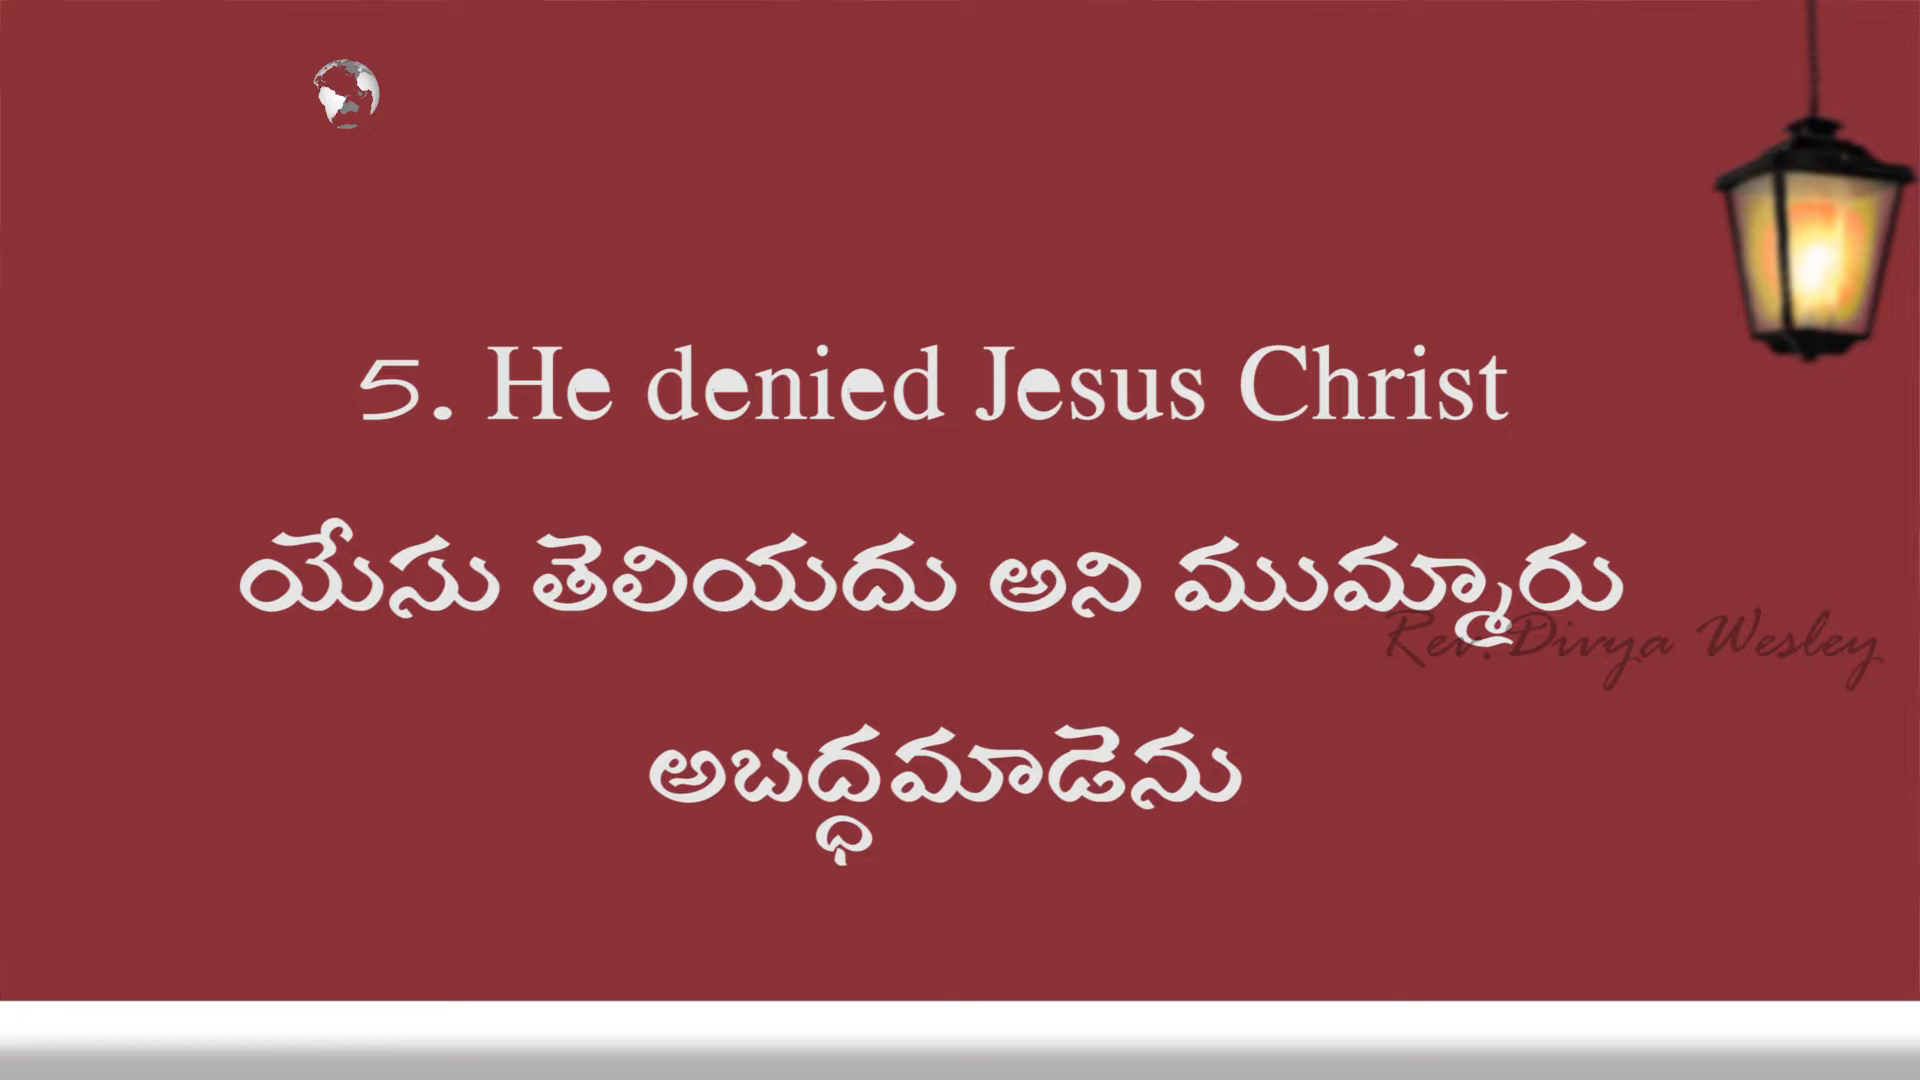 5. He denied Jesus Christ
యేసు తెలియదు అని ముమ్మారు
Rev.Divya Wesley
అబద్ధమాడెను